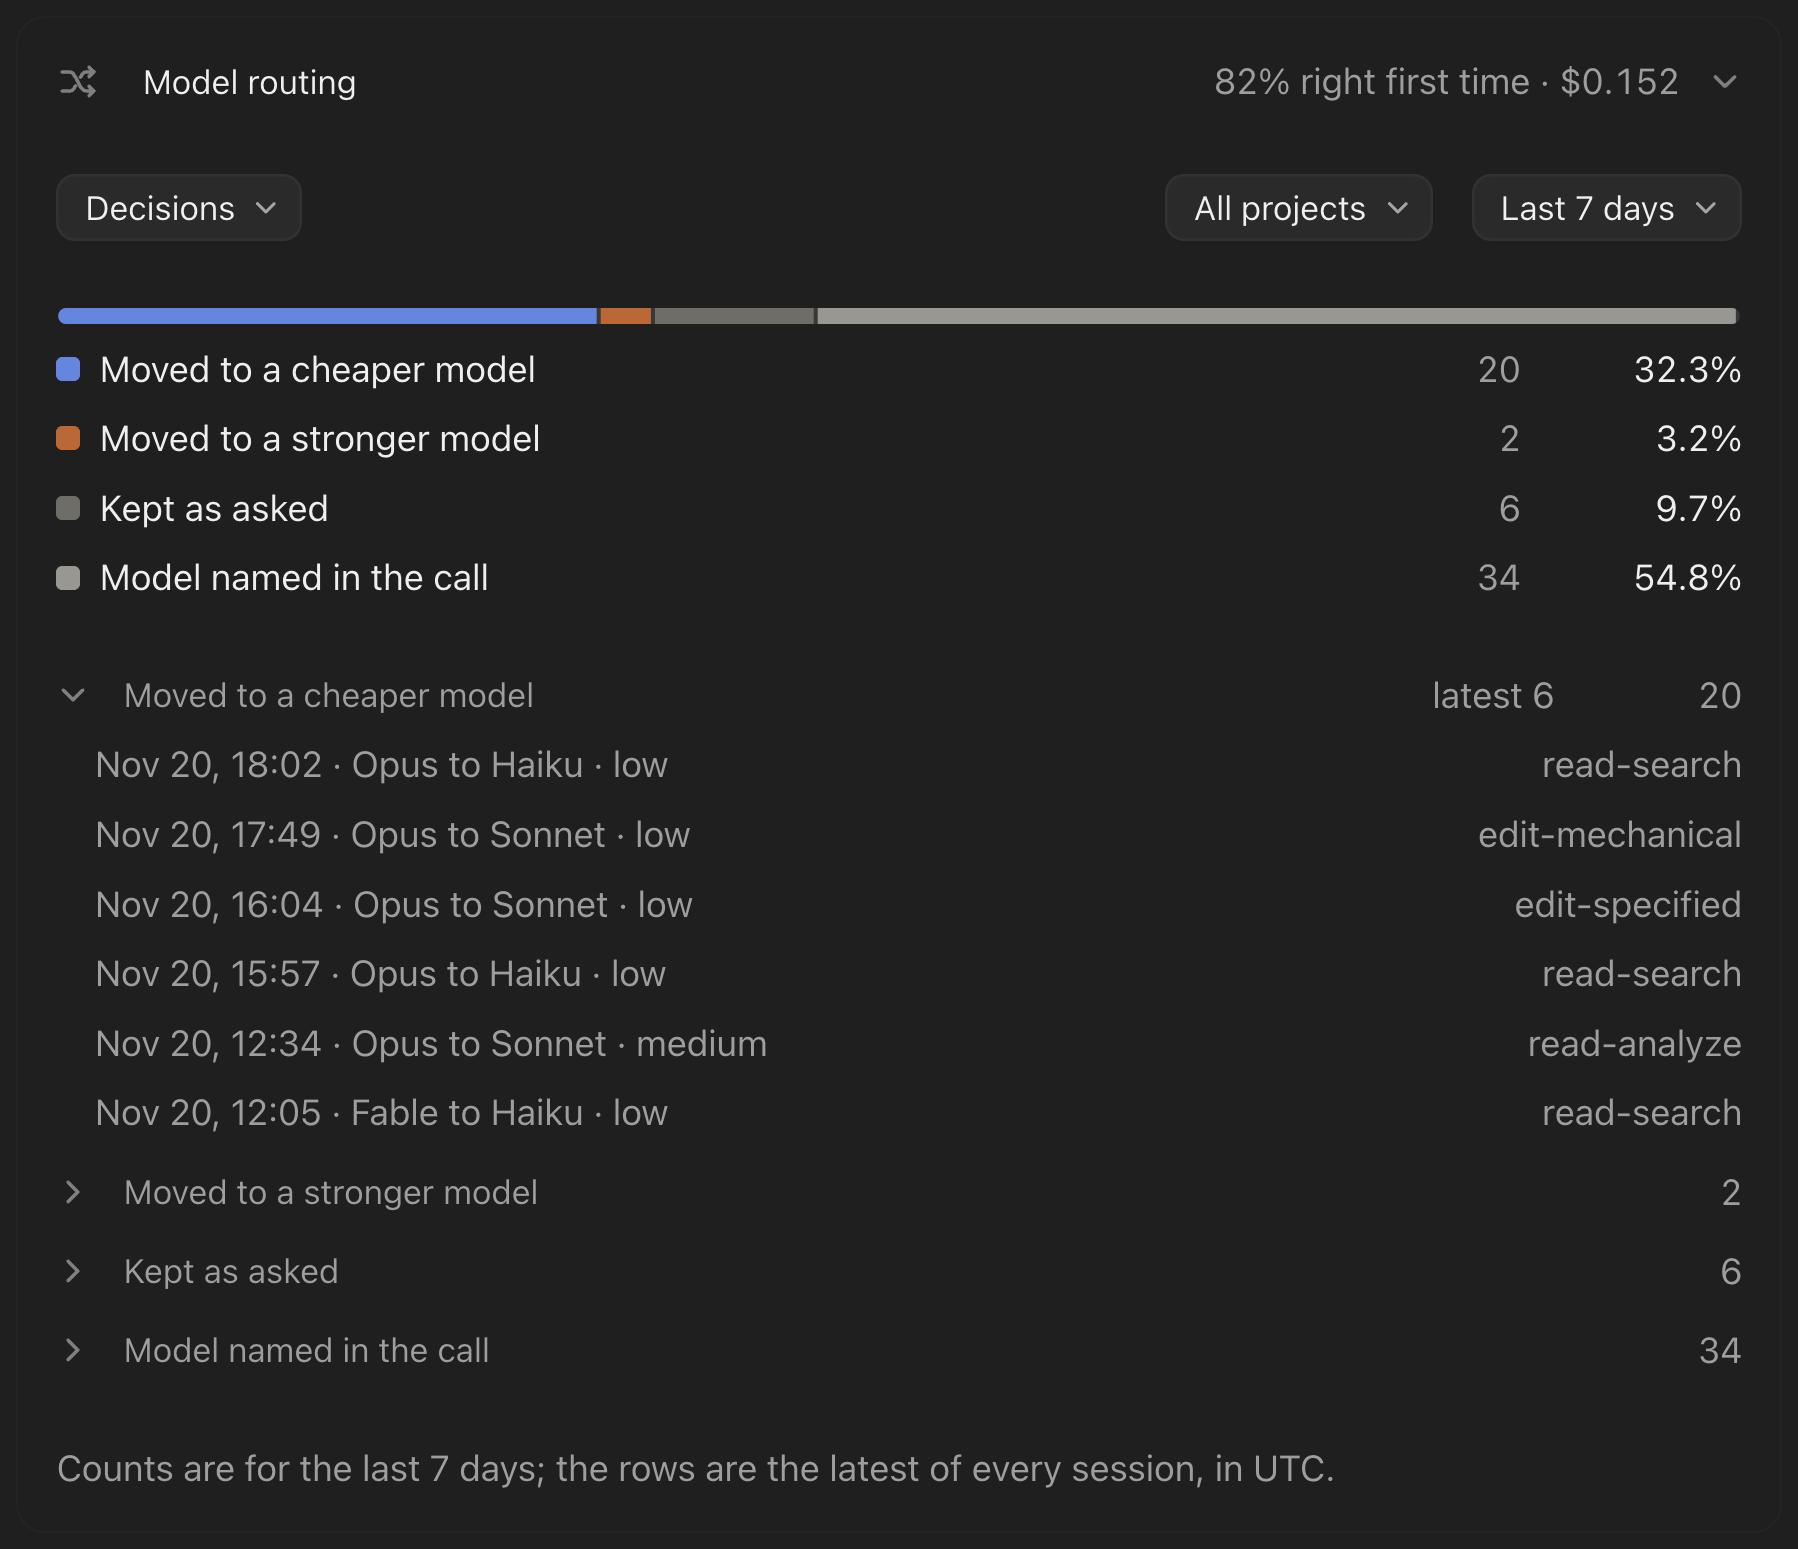 Model routing
82% right first time · $0.152
Decisions
All projects
Last 7 days
Moved to a cheaper model 20 32.3%
Moved to a stronger model 2 3.2%
Kept as asked 6 9.7%
Model named in the call 34 54.8%
Moved to a cheaper model latest 6 20
Nov 20, 18:02 · Opus to Haiku · low read-search
Nov 20, 17:49 · Opus to Sonnet · low edit-mechanical
Nov 20, 16:04 · Opus to Sonnet · low edit-specified
Nov 20, 15:57 · Opus to Haiku · low read-search
Nov 20, 12:34 · Opus to Sonnet · medium read-analyze
Nov 20, 12:05 · Fable to Haiku · low read-search
Moved to a stronger model 2
Kept as asked 6
Model named in the call 34
Counts are for the last 7 days; the rows are the latest of every session, in UTC.